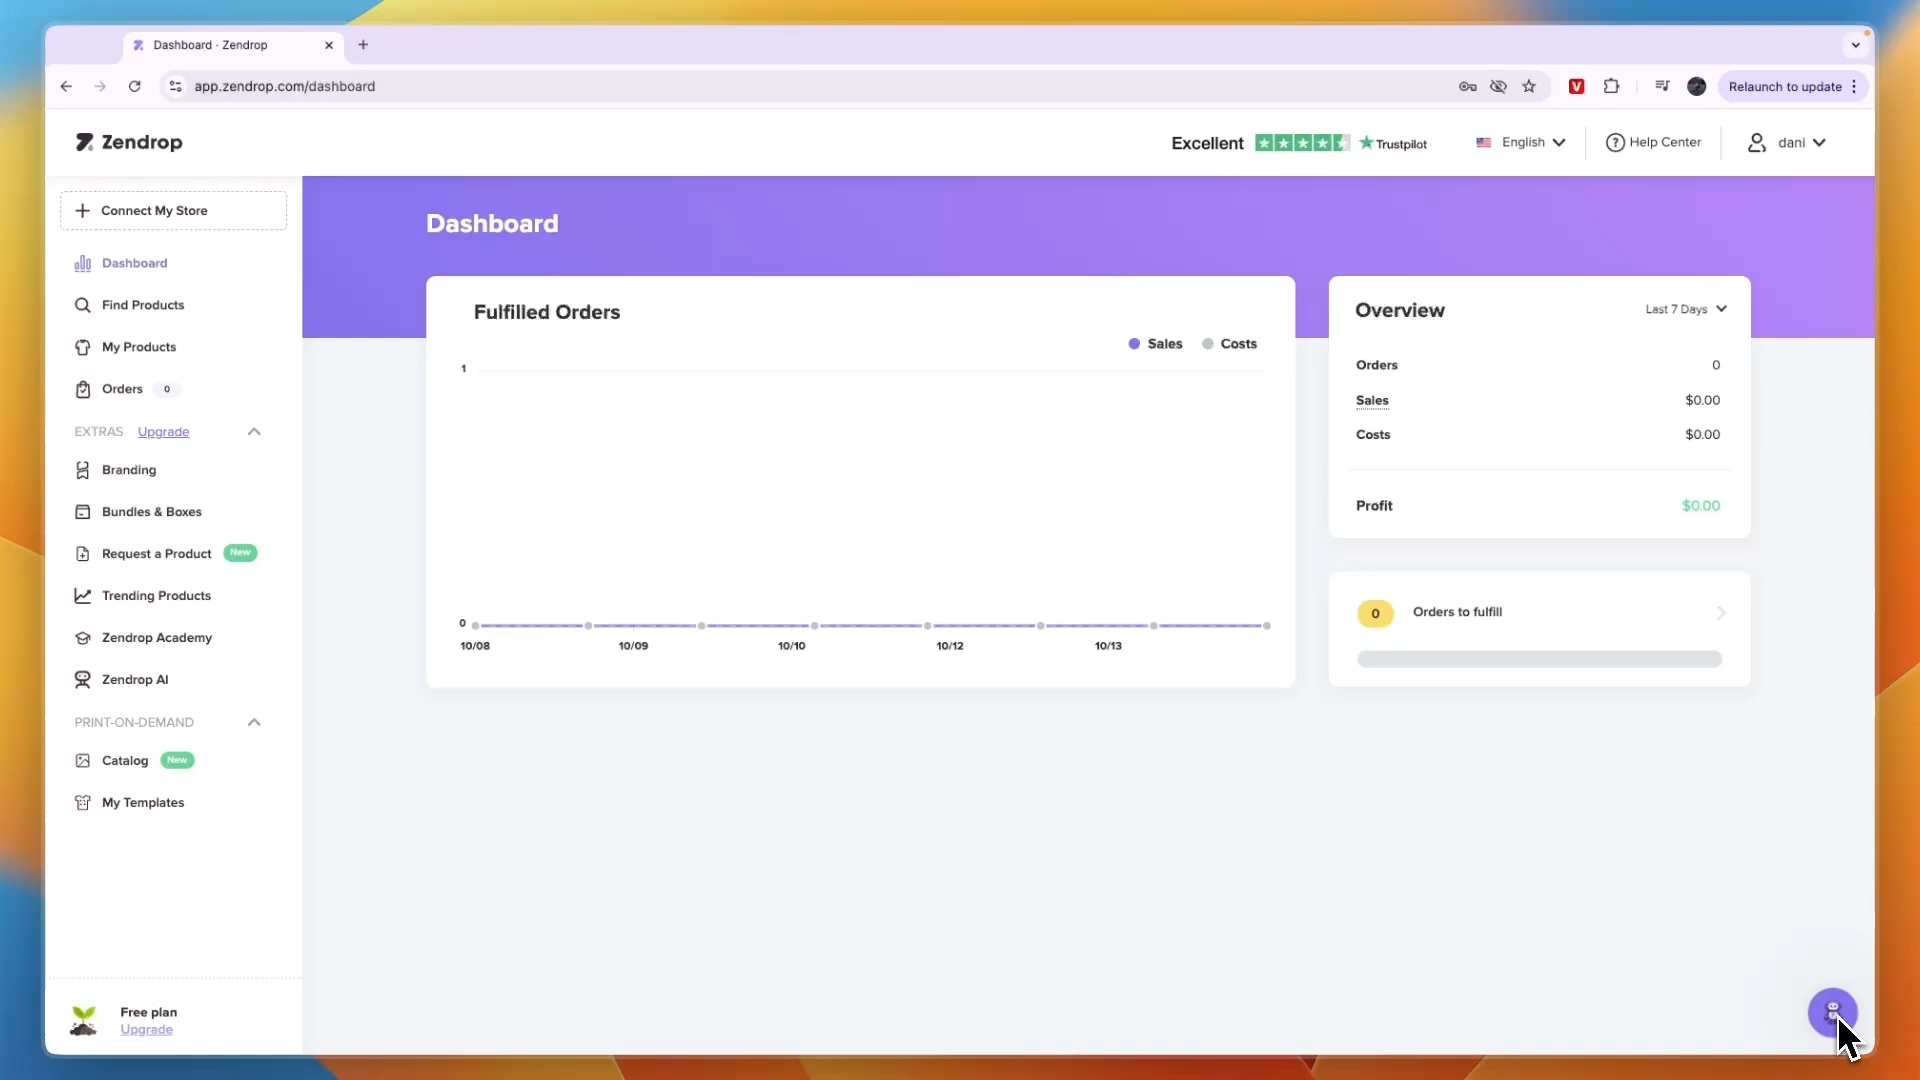 Dashboard · Zendrop
app.zendrop.com/dashboard
V
Relaunch to update
Zendrop
Excellent
Trustpilot
English
? Help Center
dani
Connect My Store
Dashboard
Find Products
My Products
Orders 0
EXTRAS Upgrade
Branding
Bundles & Boxes
Request a Product New
Trending Products
Zendrop Academy
Zendrop AI
PRINT-ON-DEMAND
Catalog New
My Templates
Free plan
Upgrade
Dashboard
Fulfilled Orders
Sales Costs
1
0
10/08 10/09 10/10 10/12 10/13
Overview Last 7 Days
Orders 0
Sales $0.00
Costs $0.00
Profit $0.00
0 Orders to fulfill